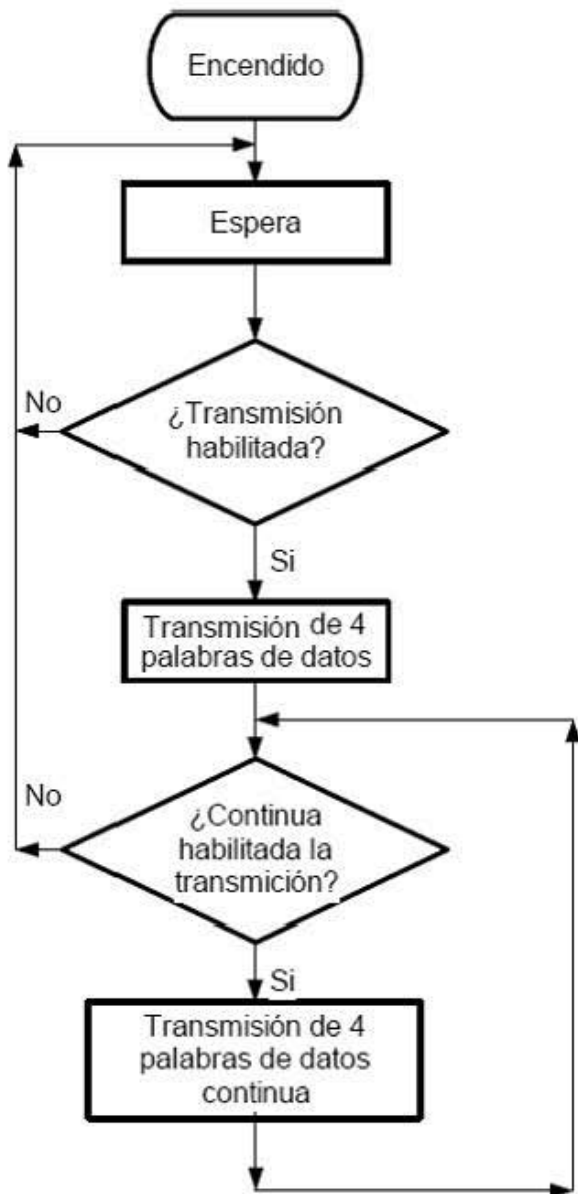 Encendido
Espera
¿Transmisión
habilitada?
No
Si
Transmisión de 4
palabras de datos
No
¿Continua
habilitada la
transmición?
Si
Transmisión de 4
palabras de datos
continua